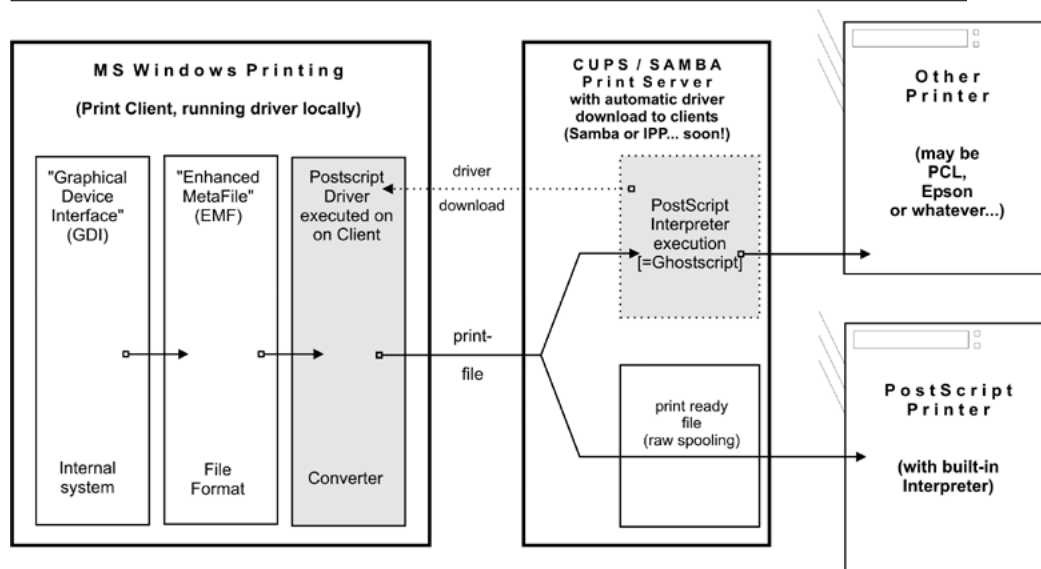 MS Windows Printing
(Print Client, running driver locally)
"Graphical
Device
Interface"
(GDI)
Internal
system
"Enhanced
MetaFile"
(EMF)
File
Format
Postscript
Driver
executed on
on Client
Converter
driver
download
print-
file
CUPS / SAMBA
Print Server
with automatic driver
download to clients
(Samba or IPP... soon!)
PostScript
Interpreter
execution
[=Ghostscript]
print ready
file
(raw spooling)
Other
Printer
(may be
PCL,
Epson
or whatever...)
PostScript
Printer
(with built-in
Interpreter)